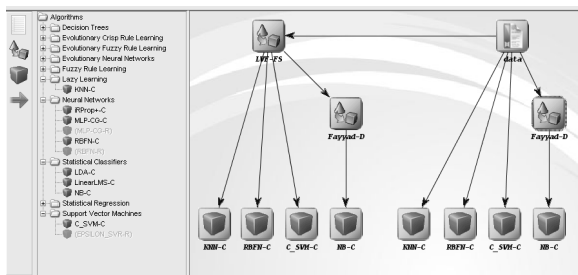 Algorithms
Decision Trees
Evolutionary Crisp Rule Learning
Evolutionary Fuzzy Rule Learning
Evolutionary Neural Networks
Fuzzy Rule Learning
Lazy Learning
KNN-C
Neural Networks
iRProp+-C
MLP-CG-C
(MLP-CG-R)
RBFN-C
(RBFN-R)
Statistical Classifiers
LDA-C
LinearLMS-C
NB-C
Statistical Regression
Support Vector Machines
C_SVM-C
(EPSILON_SVR-R)
LVF-FS
data
Fayyad-D
Fayyad-D
KNN-C
RBFN-C
C_SVM-C
NB-C
KNN-C
RBFN-C
C_SVM-C
NB-C